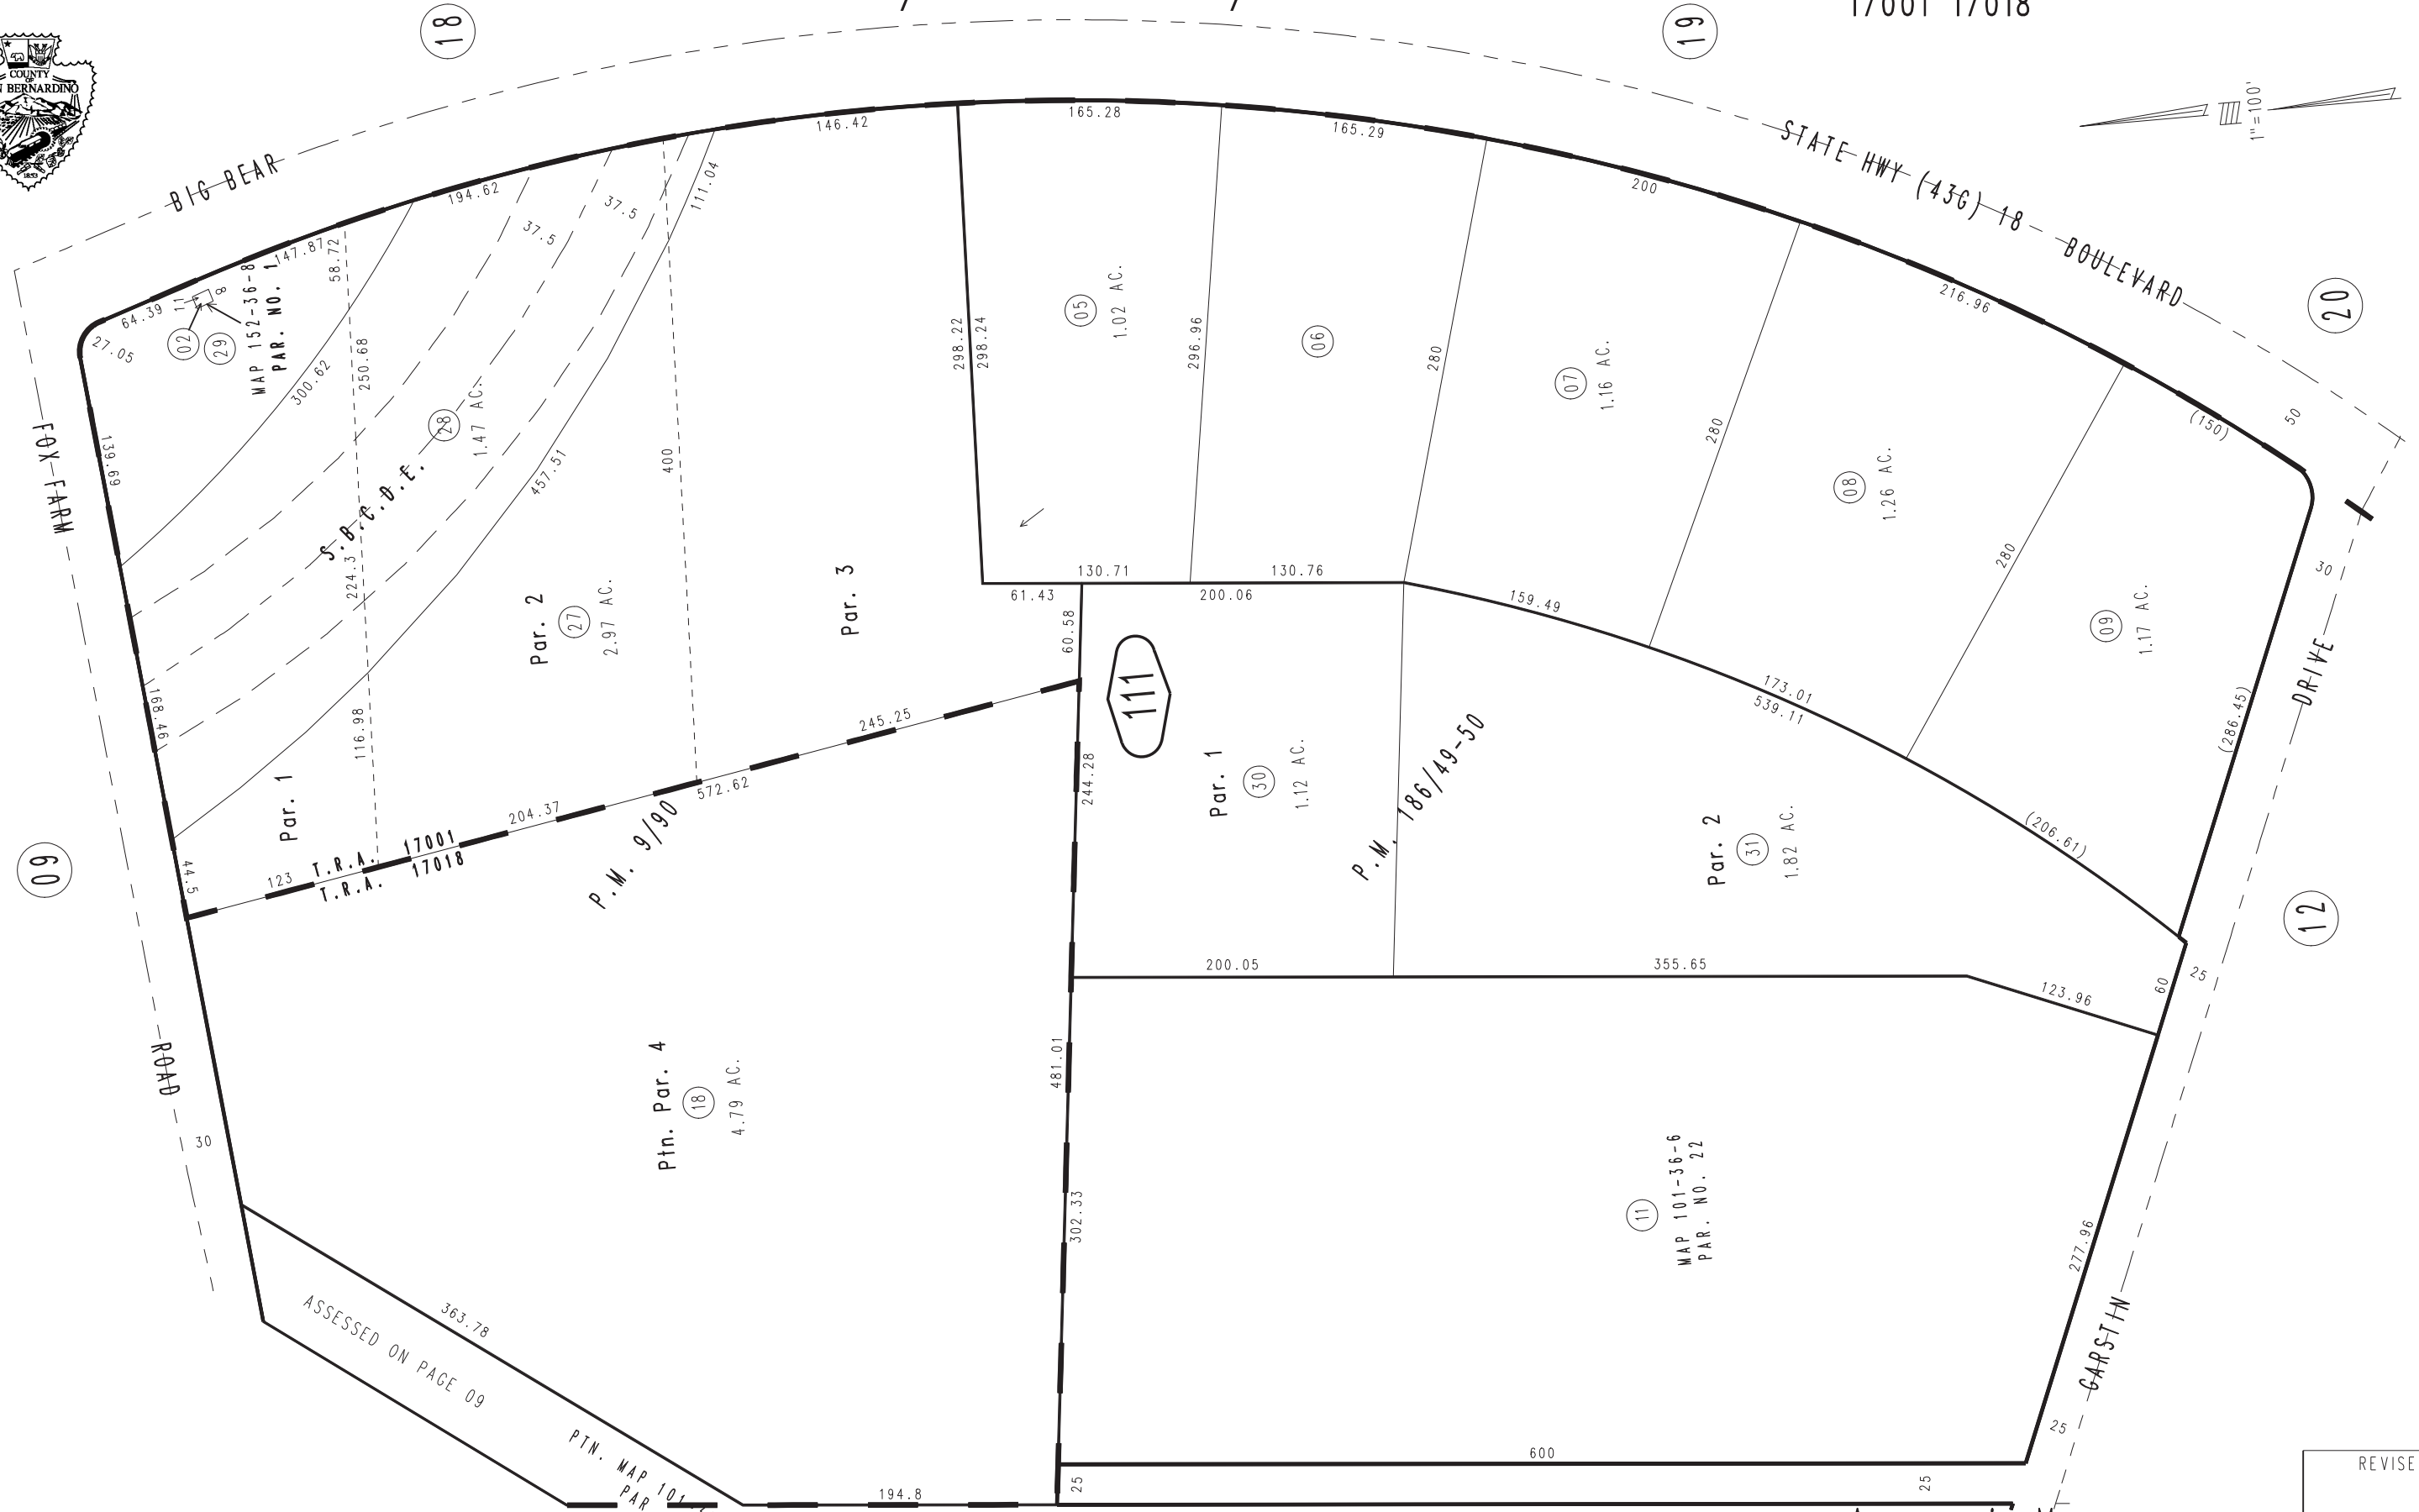 17001 17018
18
19
COUNTY
OF
N BERNARDINO
1853
1"=100'
BIG BEAR
STATE HWY (43G) 18
BOULEVARD
20
146.42
165.28
165.29
200
194.62
111.04
37.5
37.5
147.87
58.72
216.96
64.39
11
8
27.05
02
29
MAP 152-36-8
PAR. NO. 1
300.62
250.68
28
1.47 AC.
400
298.22
298.24
05
1.02 AC.
296.96
06
280
07
1.16 AC.
280
(150)
50
FOX FARM
139.69
457.51
S.B.C.D.E.
224.3
08
1.26 AC.
280
30
Par. 2
27
2.97 AC.
Par. 3
130.71
130.76
61.43
200.06
60.58
159.49
09
1.17 AC.
DRIVE
(286.45)
168.46
116.98
245.25
111
173.01
539.11
Par. 1
204.37
572.62
244.28
Par. 1
30
1.12 AC.
P.M. 186/49-50
Par. 2
31
1.82 AC.
(206.61)
09
44.5
123
T.R.A. 17001
T.R.A. 17018
P.M. 9/90
12
200.05
355.65
123.96
60
25
ROAD
30
Ptn. Par. 4
18
4.79 AC.
481.01
302.33
11
MAP 101-36-6
PAR. NO. 22
277.96
GARSTIN
363.78
ASSESSED ON PAGE 09
PTN. MAP 101
PAR
194.8
25
600
25
25
REVISE